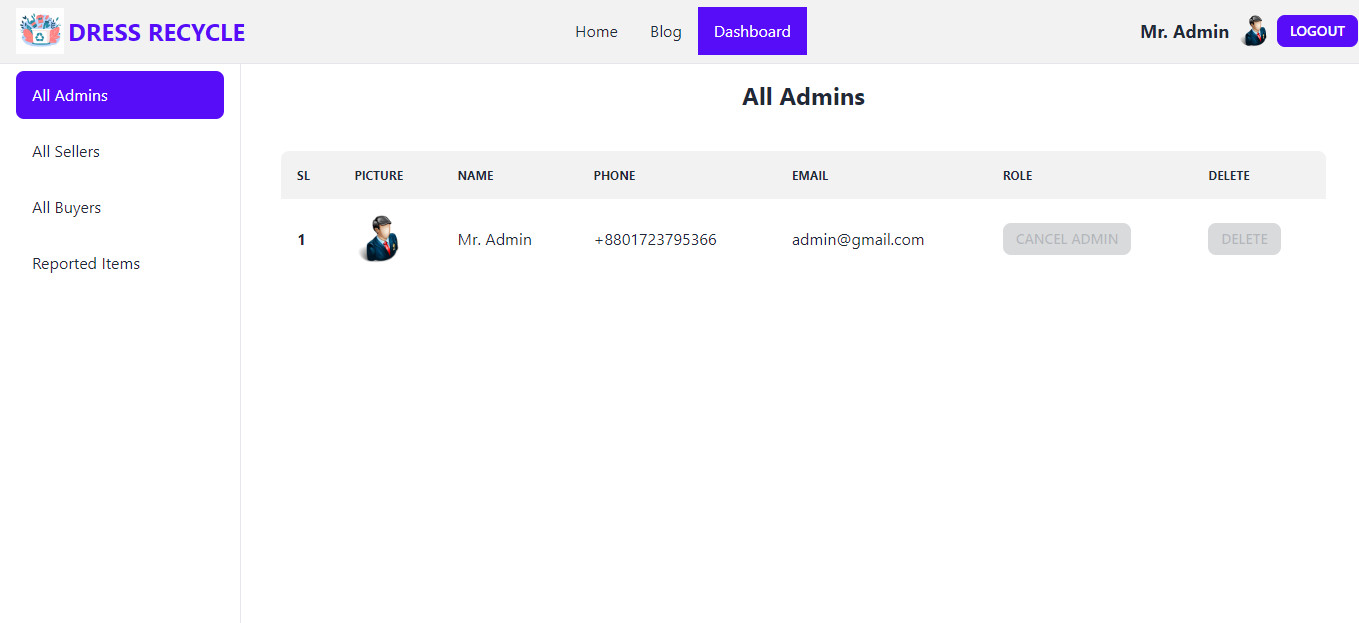 DRESS RECYCLE Home Blog Dashboard Mr. Admin LOGOUT
All Admins
All Sellers
All Buyers
Reported Items
All Admins
SL PICTURE NAME PHONE EMAIL ROLE DELETE
1 Mr. Admin +8801723795366 admin@gmail.com CANCEL ADMIN DELETE